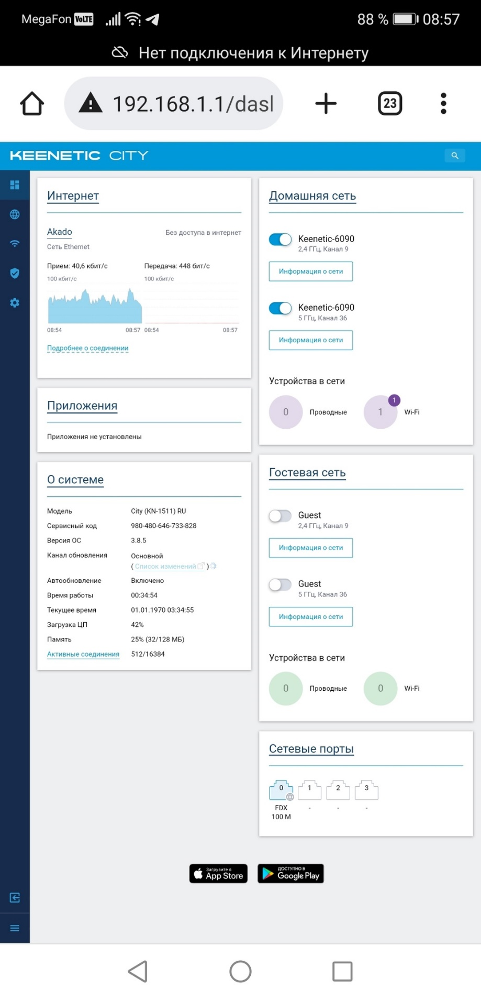 MegaFon VoLTE 88 % 08:57
Нет подключения к Интернету
192.168.1.1/dasl 23
KEENETIC CITY
Интернет
Akado Без доступа в интернет
Сеть Ethernet
Прием: 40,6 кбит/с Передача: 448 бит/с
100 кбит/с 100 кбит/с
08:54 08:57 08:54 08:57
Подробнее о соединении
Приложения
Приложения не установлены
О системе
Модель City (KN-1511) RU
Сервисный код 980-480-646-733-828
Версия ОС 3.8.5
Канал обновления Основной
( Список изменений )
Автообновление Включено
Время работы 00:34:54
Текущее время 01.01.1970 03:34:55
Загрузка ЦП 42%
Память 25% (32/128 МБ)
Активные соединения 512/16384
Домашняя сеть
Keenetic-6090
2,4 ГГц, Канал 9
Информация о сети
Keenetic-6090
5 ГГц, Канал 36
Информация о сети
Устройства в сети
0 Проводные 1 1 Wi-Fi
Гостевая сеть
Guest
2,4 ГГц, Канал 9
Информация о сети
Guest
5 ГГц, Канал 36
Информация о сети
Устройства в сети
0 Проводные 0 Wi-Fi
Сетевые порты
0 1 2 3
FDX - - -
100 M
Загрузите в
App Store
ДОСТУПНО В
Google Play